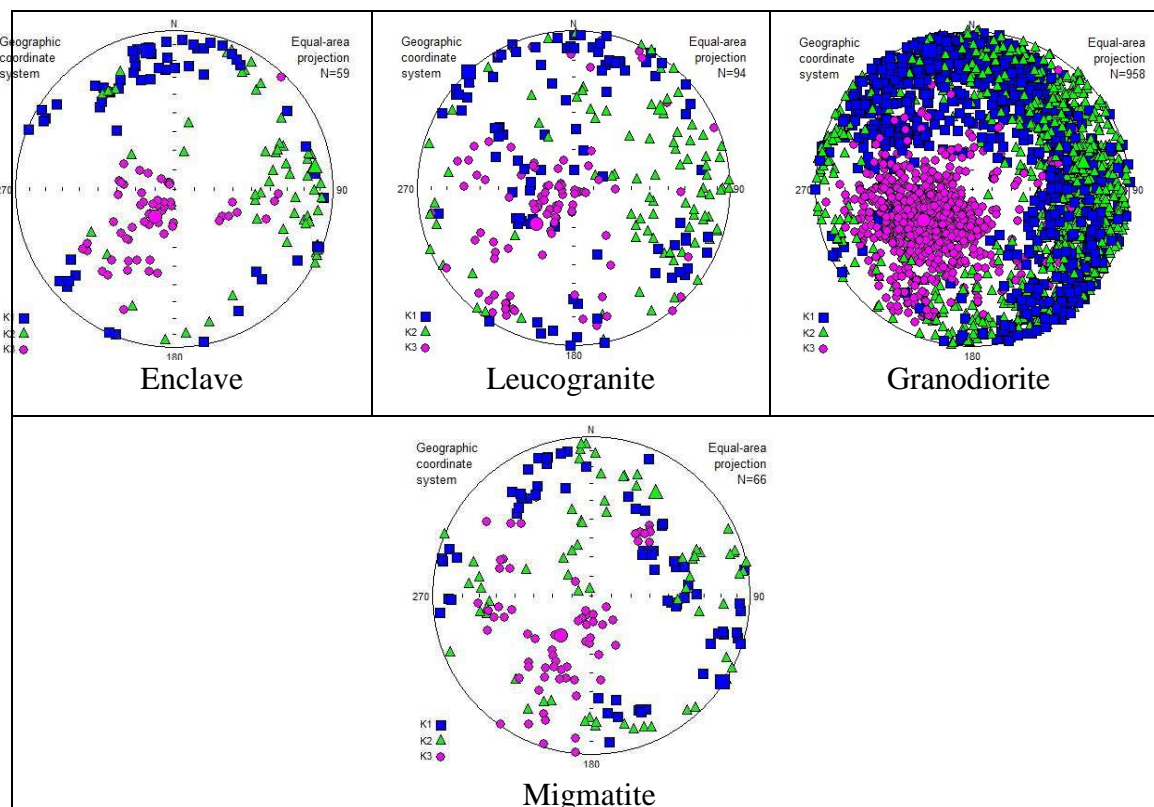 N
Geographic
coordinate
system
Equal-area
projection
N=59
270
90
K1
K2
K3
180
Enclave
N
Geographic
coordinate
system
Equal-area
projection
N=94
270
90
K1
K2
K3
180
Leucogranite
N
Geographic
coordinate
system
Equal-area
projection
N=958
270
90
K1
K2
K3
180
Granodiorite
N
Geographic
coordinate
system
Equal-area
projection
N=66
270
90
K1
K2
K3
180
Migmatite